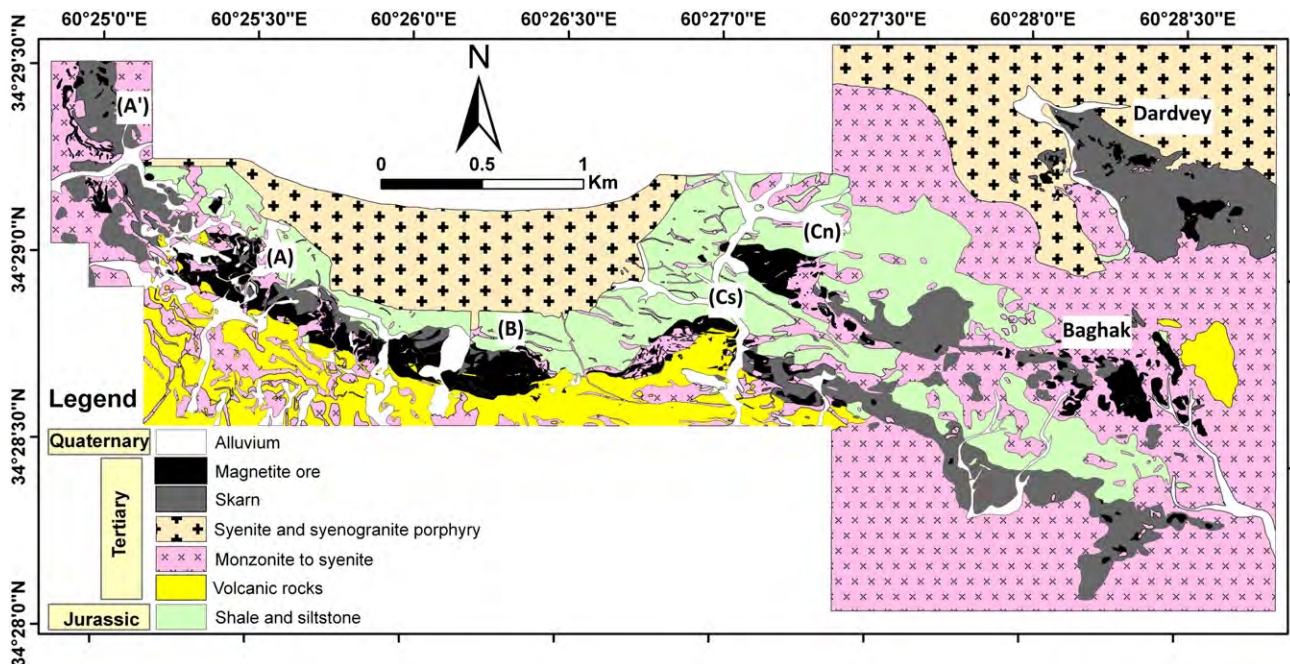 60°25'0"E 60°25'30"E 60°26'0"E 60°26'30"E 60°27'0"E 60°27'30"E 60°28'0"E 60°28'30"E
34°29'30"N
34°29'0"N
34°28'30"N
34°28'0"N
N
0 0.5 1
Km
(A')
Dardvey
(A)
(Cn)
(Cs)
(B)
Baghak
Legend
Quaternary
Alluvium
Tertiary
Magnetite ore
Skarn
Syenite and syenogranite porphyry
Monzonite to syenite
Volcanic rocks
Jurassic
Shale and siltstone